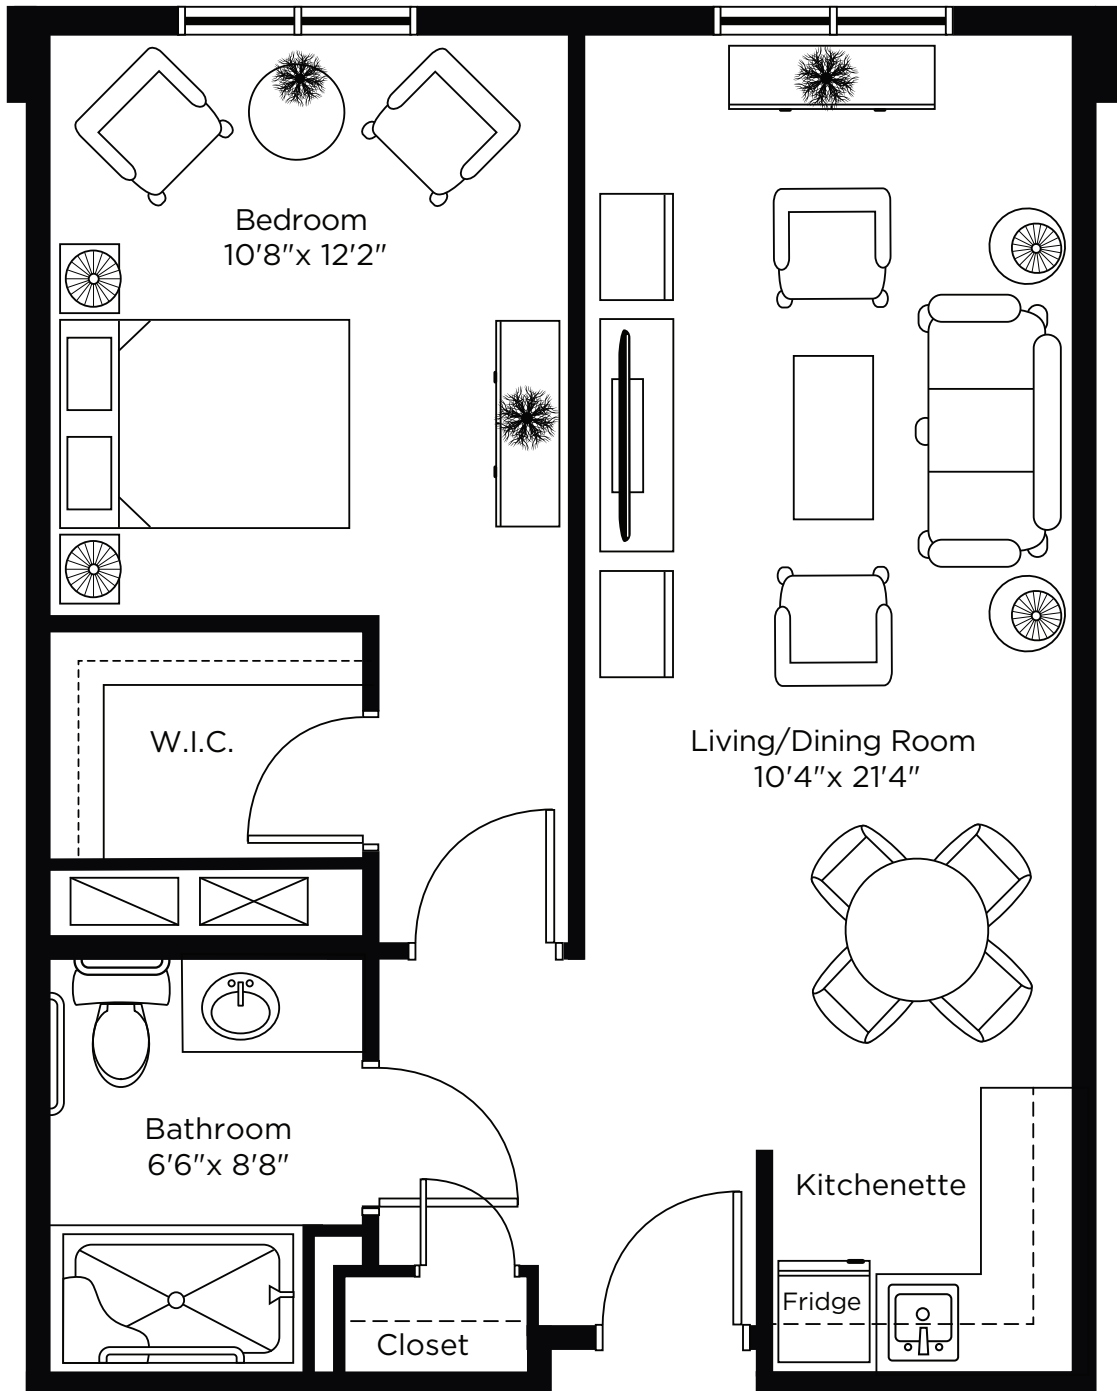 Bedroom
10'8"x 12'2"
W.I.C.
Living/Dining Room
10'4"x 21'4"
Bathroom
6'6"x 8'8"
Kitchenette
Fridge
Closet